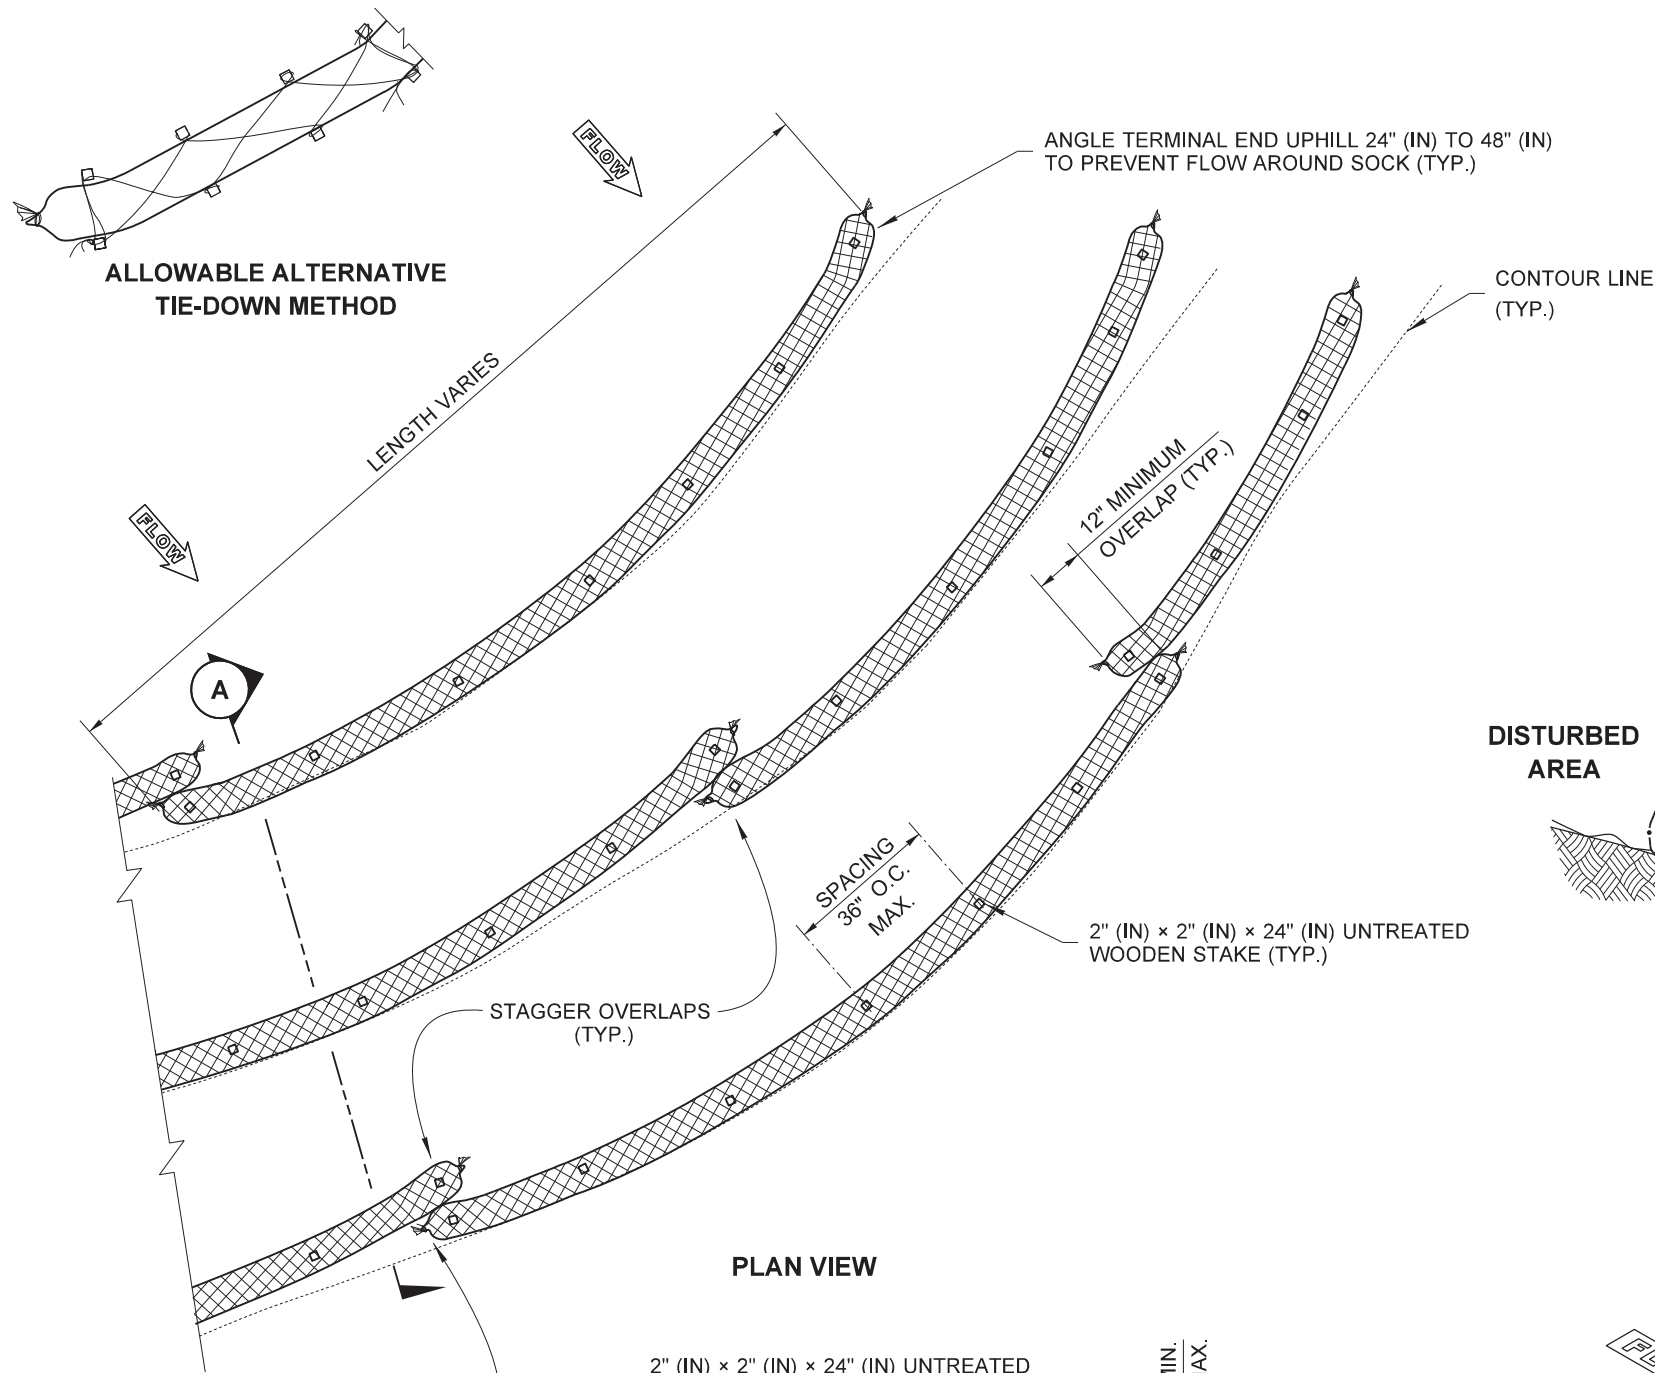 FLOW
ANGLE TERMINAL END UPHILL 24" (IN) TO 48" (IN)
TO PREVENT FLOW AROUND SOCK (TYP.)
ALLOWABLE ALTERNATIVE
TIE-DOWN METHOD
CONTOUR LINE
(TYP.)
LENGTH VARIES
12" MINIMUM
OVERLAP (TYP.)
FLOW
A
DISTURBED
AREA
SPACING
36" O.C.
MAX.
2" (IN) × 2" (IN) × 24" (IN) UNTREATED
WOODEN STAKE (TYP.)
STAGGER OVERLAPS
(TYP.)
PLAN VIEW
2" (IN) × 2" (IN) × 24" (IN) UNTREATED